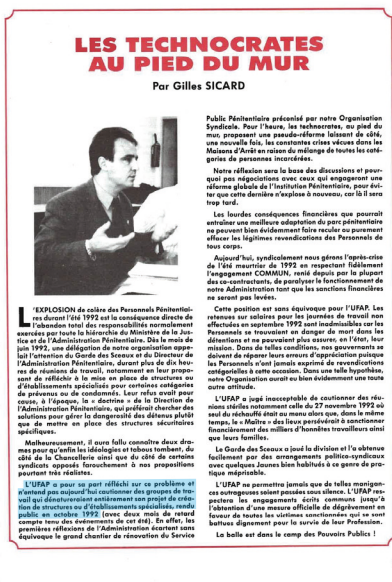 LES TECHNOCRATES
AU PIED DU MUR
Par Gilles SICARD
L'EXPLOSION de colère des Personnels Pénitentiai-
res durant l'été 1992 est la conséquence directe de
l'abandon total des responsabilités normalement
exercées par toute la hiérarchie du Ministère de la Jus-
tice et de l'Administration Pénitentiaire. Dès le mois de
juin 1992, une délégation de notre organisation appe-
lait l'attention du Garde des Sceaux et du Directeur de
l'Administration Pénitentiaire, durant plus de dix heu-
res de réunions de travail, notamment en leur propo-
sant de réfléchir à la mise en place de structures ou
d'établissements spécialisés pour certaines catégories
de prévenus ou de condamnés. Leur refus avait pour
cause, à l'époque, la « doctrine » de la Direction de
l'Administration Pénitentiaire, qui préférait chercher des
solutions pour gérer la dangerosité des détenus plutôt
que de mettre en place des structures sécuritaires
spécifiques.
Malheureusement, il aura fallu connaître deux dra-
mes pour qu'enfin les idéologies et tabous tombent, du
côté de la Chancellerie ainsi que du côté de certains
syndicats opposés farouchement à nos propositions
pourtant très réalistes.
L'UFAP a pour sa part réfléchi sur ce problème et
n'entend pas aujourd'hui cautionner des groupes de tra-
vail qui dénatureraient entièrement son projet de créa-
tion de structures ou d'établissements spécialisés, rendu
public en octobre 1992 (avec deux mois de retard
compte tenu des événements de cet été). En effet, les
premières réflexions de l'Administration écartent sans
équivoque le grand chantier de rénovation du Service
Public Pénitentiaire préconisé par notre Organisation
Syndicale. Pour l'heure, les technocrates, au pied du
mur, proposent une pseudo-réforme laissant de côté,
une nouvelle fois, les constantes crises vécues dans les
Maisons d'Arrêt en raison du mélange de toutes les caté-
gories de personnes incarcérées.
Notre réflexion sera la base des discussions et pour-
quoi pas négociations avec ceux qui engageront une
réforme globale de l'Institution Pénitentiaire, pour évi-
ter que cette dernière n'explose à nouveau, car là il sera
trop tard.
Les lourdes conséquences financières que pourrait
entraîner une meilleure adaptation du parc pénitentiaire
ne peuvent bien évidemment faire reculer ou purement
effacer les légitimes revendications des Personnels de
tous corps.
Aujourd'hui, syndicalement nous gérons l'après-crise
de l'été meurtrier de 1992 en respectant fidèlement
l'engagement COMMUN, renié depuis par la plupart
des co-contractants, de paralyser le fonctionnement de
notre Administration tant que les sanctions financières
ne seront pas levées.
Cette position est sans équivoque pour l'UFAP. Les
retenues sur salaires pour les journées de travail non
effectuées en septembre 1992 sont inadmissibles car les
Personnels se trouvaient en danger de mort dans les
détentions et ne pouvaient plus assurer, en l'état, leur
mission. Dans de telles conditions, nos gouvernants se
doivent de réparer leurs erreurs d'appréciation puisque
les Personnels n'ont jamais exprimé de revendications
catégorielles à cette occasion. Dans une telle hypothèse,
notre Organisation aurait eu bien évidemment une toute
autre attitude.
L'UFAP a jugé inacceptable de cautionner des réu-
nions stériles notamment celle du 27 novembre 1992 où
seul du réchauffé était au menu alors que, dans le même
temps, le « Maître » des lieux persévérait à sanctionner
financièrement des milliers d'honnêtes travailleurs ainsi
que leurs familles.
Le Garde des Sceaux a joué la division et l'a obtenue
facilement par des arrangements politico-syndicaux
avec quelques Jaunes bien habitués à ce genre de pra-
tique méprisable.
L'UFAP ne permettra jamais que de telles manigan-
ces outrageuses soient passées sous silence. L'UFAP res-
pectera les engagements écrits communs jusqu'à
l'obtention d'une mesure officielle de dégrèvement en
faveur de toutes les victimes sanctionnées qui se sont
battues dignement pour la survie de leur Profession.
La balle est dans le camp des Pouvoirs Publics !